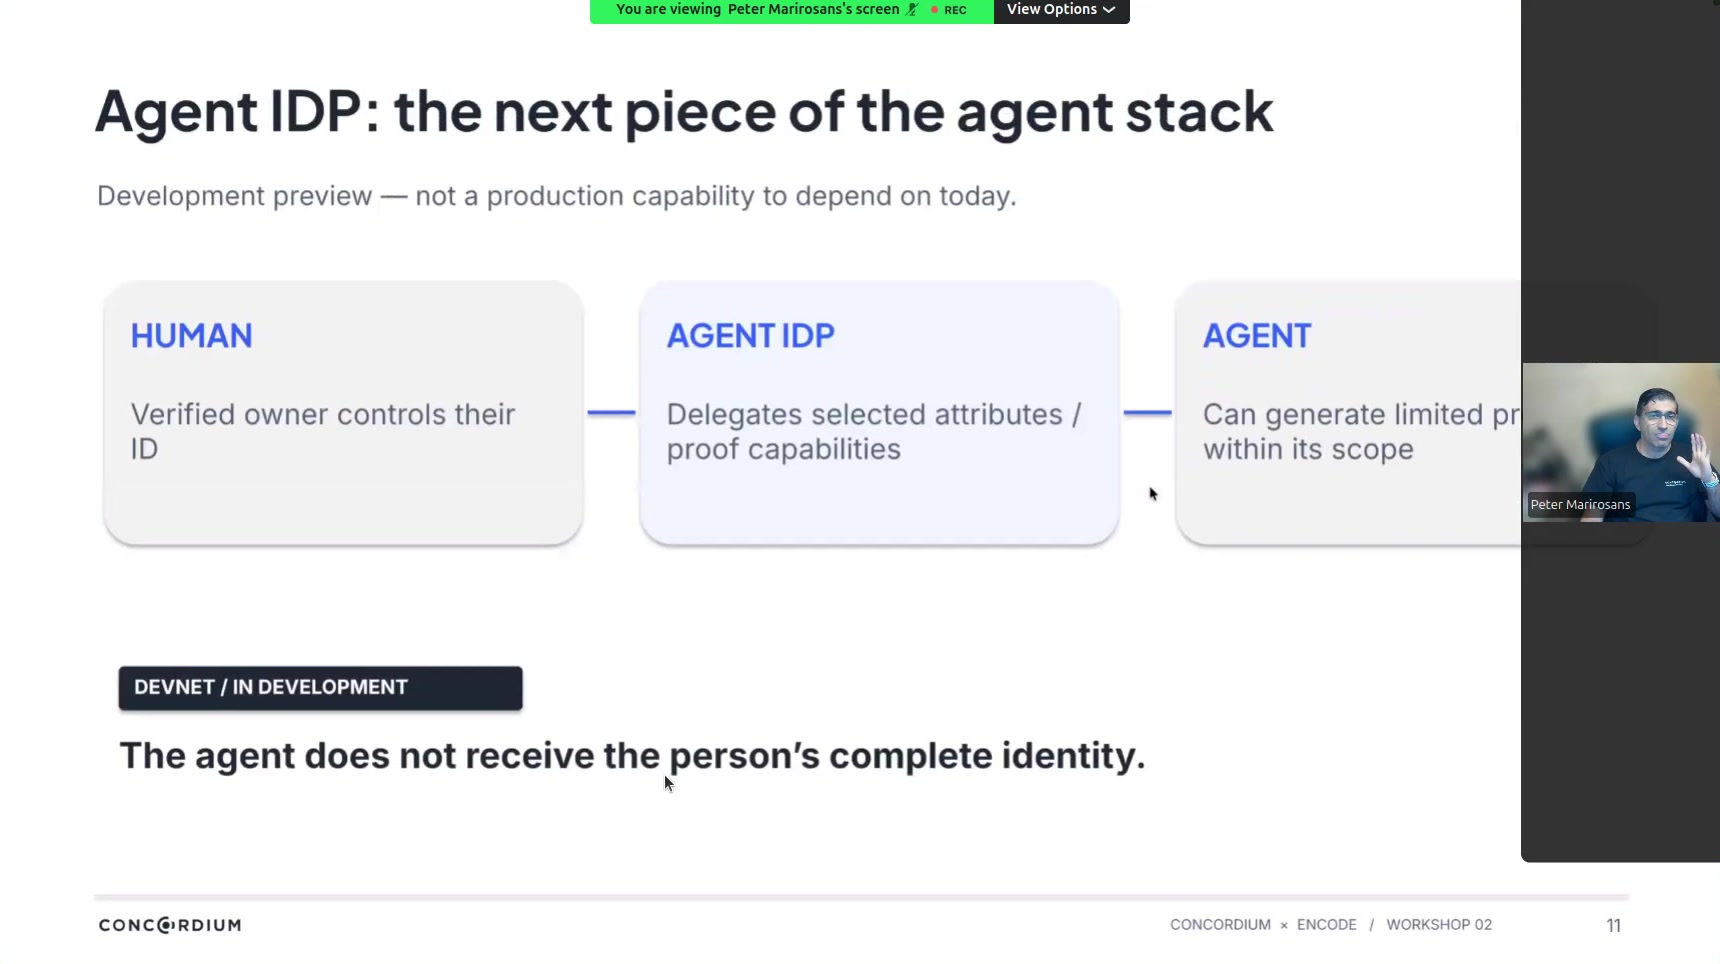 You are viewing Peter Marirosans's screen REC View Options
Agent IDP: the next piece of the agent stack
Development preview — not a production capability to depend on today.
HUMAN
Verified owner controls their
ID
AGENT IDP
Delegates selected attributes /
proof capabilities
AGENT
Can generate limited
within its scope
Peter Marirosans
DEVNET / IN DEVELOPMENT
The agent does not receive the person’s complete identity.
CONCORDIUM
CONCORDIUM × ENCODE / WORKSHOP 02
11